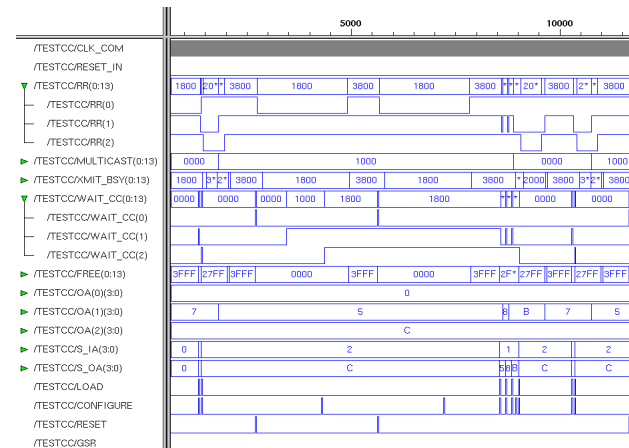 5000 10000
/TESTCC/CLK_COM
/TESTCC/RESET_IN
/TESTCC/RR(0:13) 1800 20* * 3800 1800 3800 1800 3800 * * * 20* 3800 2* * 3800
/TESTCC/RR(0)
/TESTCC/RR(1)
/TESTCC/RR(2)
/TESTCC/MULTICAST(0:13) 0000 1000 0000 1000
/TESTCC/XMIT_BSY(0:13) 1800 3* 2* 3800 1800 3800 1800 3800 * 2000 3800 3* 2* 3800
/TESTCC/WAIT_CC(0:13) 0000 0000 0000 1000 1800 1800 * * * 0000 0000
/TESTCC/WAIT_CC(0)
/TESTCC/WAIT_CC(1)
/TESTCC/WAIT_CC(2)
/TESTCC/FREE(0:13) 3FFF 27FF 3FFF 0000 3FFF 0000 3FFF 2F* 27FF 3FFF 27FF 3FFF
/TESTCC/OA(0)(3:0) 0
/TESTCC/OA(1)(3:0) 7 5 8 B 7 5
/TESTCC/OA(2)(3:0) C
/TESTCC/S_IA(3:0) 0 2 1 2 2
/TESTCC/S_OA(3:0) 0 C 5 8 B C C
/TESTCC/LOAD
/TESTCC/CONFIGURE
/TESTCC/RESET
/TESTCC/GSR